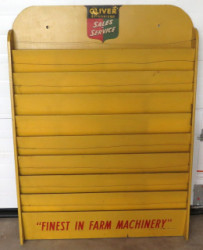 OLIVER
SALES
SERVICE
"FINEST IN FARM MACHINERY"